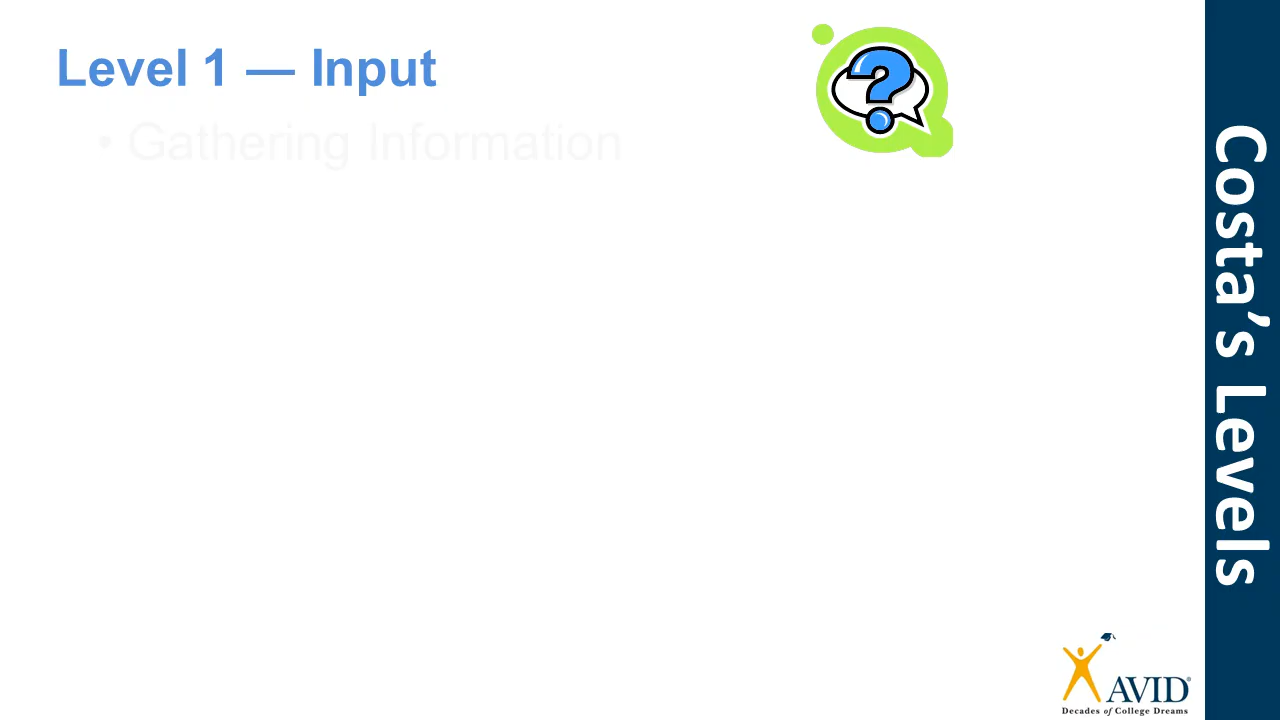 Level 1 — Input
• Gathering Information
?
Costa's Levels
AVID®
Decades of College Dreams